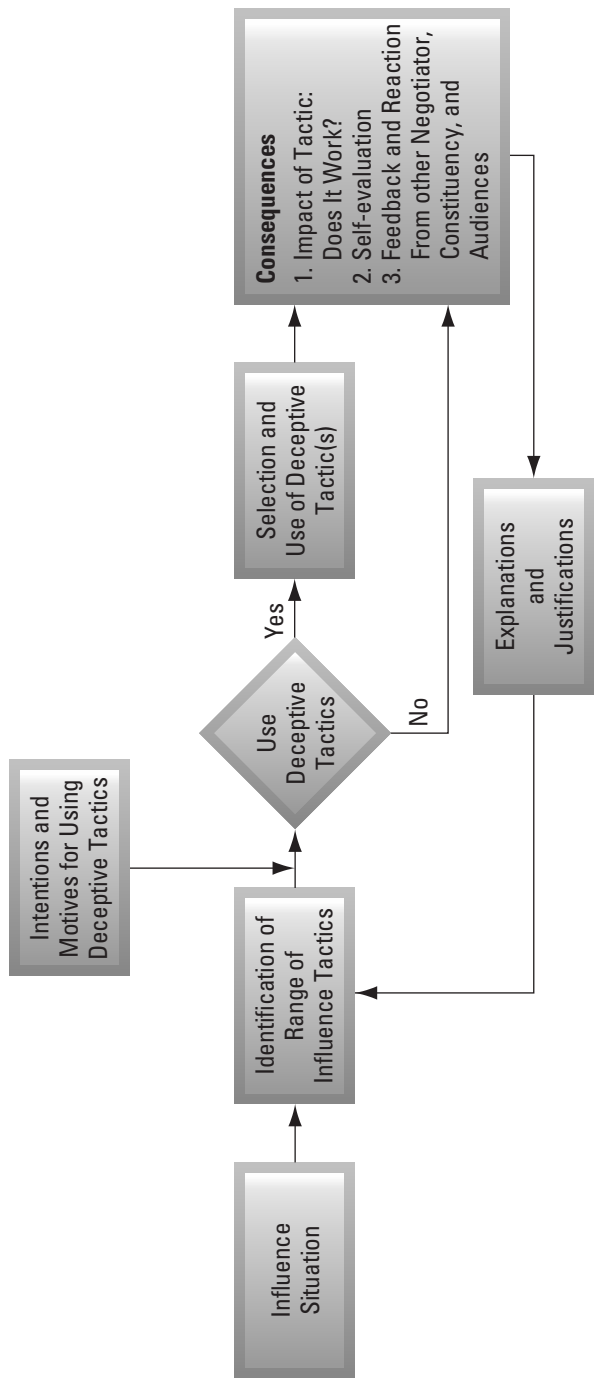 Influence
Situation
Identification of
Range of
Influence Tactics
Intentions and
Motives for Using
Deceptive Tactics
Use
Deceptive
Tactics
Yes
No
Selection and
Use of Deceptive
Tactic(s)
Consequences
1. Impact of Tactic:
Does It Work?
2. Self-evaluation
3. Feedback and Reaction
From other Negotiator,
Constituency, and
Audiences
Explanations
and
Justifications